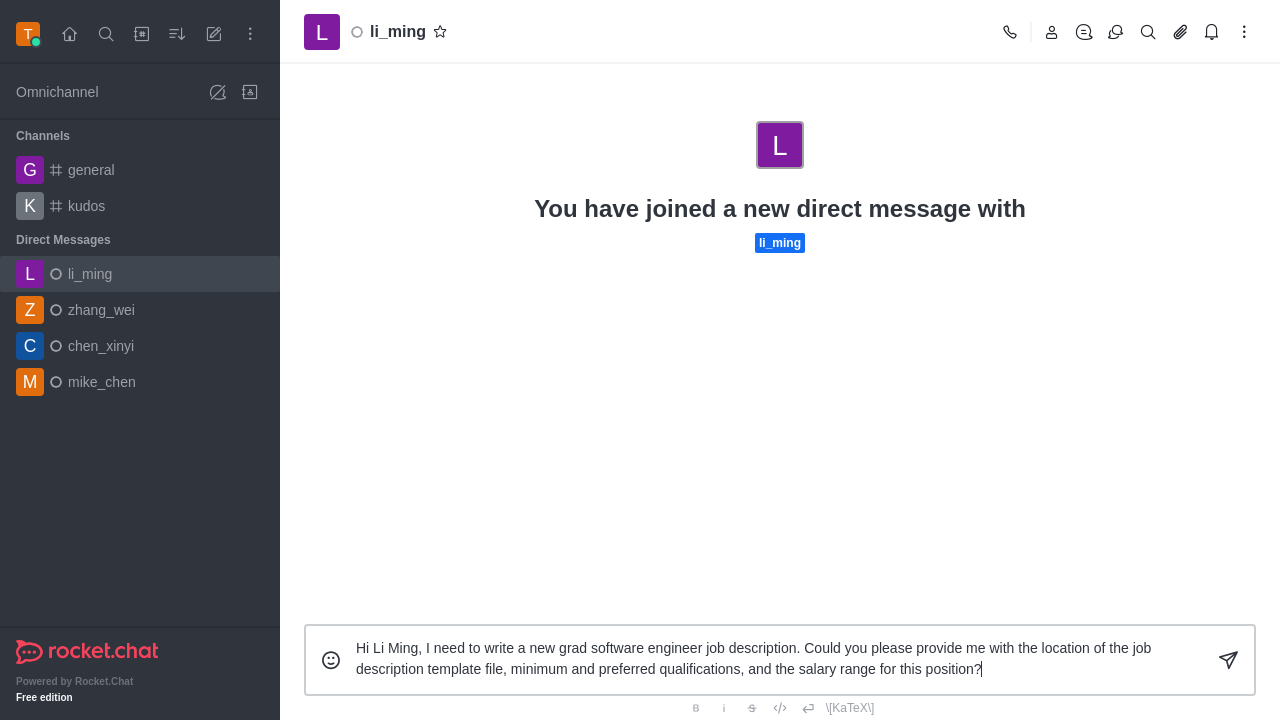 T
L
li_ming
Omnichannel
Channels
G
general
K
kudos
Direct Messages
L
li_ming
Z
zhang_wei
C
chen_xinyi
M
mike_chen
rocket.chat
Powered by Rocket.Chat
Free edition
L
You have joined a new direct message with
li_ming
Hi Li Ming, I need to write a new grad software engineer job description. Could you please provide me with the location of the job
description template file, minimum and preferred qualifications, and the salary range for this position?
B i S \[KaTeX\]